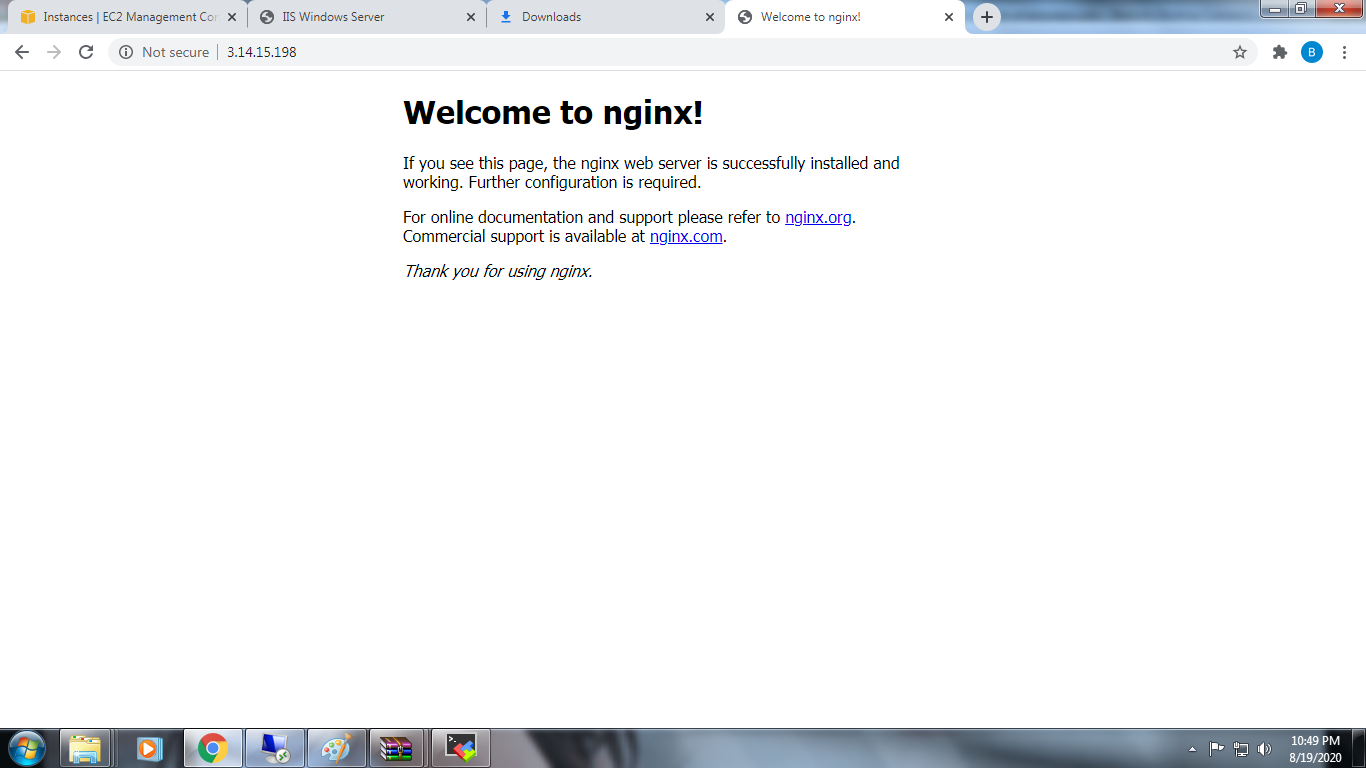 Instances | EC2 Management Con
IIS Windows Server
Downloads
Welcome to nginx!
Not secure
3.14.15.198
B
Welcome to nginx!
If you see this page, the nginx web server is successfully installed and
working. Further configuration is required.
For online documentation and support please refer to nginx.org.
Commercial support is available at nginx.com.
Thank you for using nginx.
10:49 PM
8/19/2020